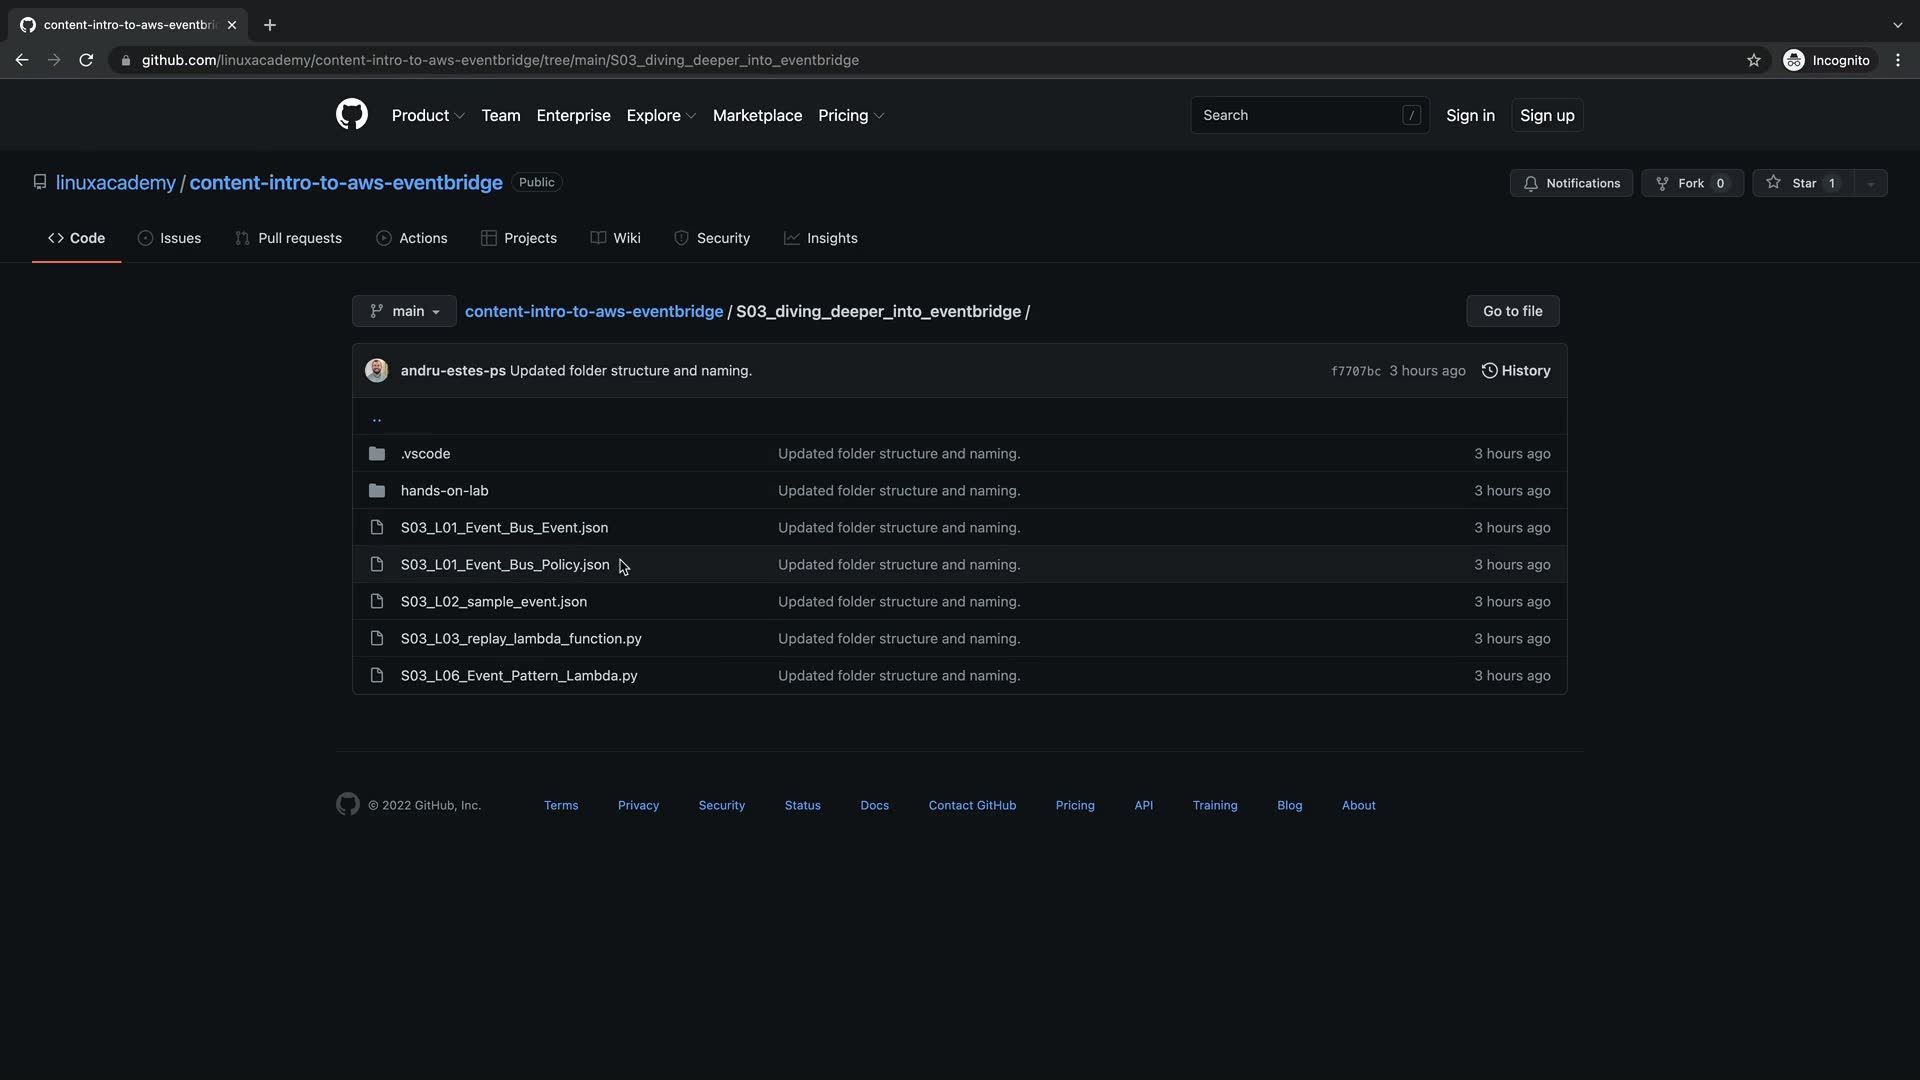 content-intro-to-aws-eventbri
github.com/linuxacademy/content-intro-to-aws-eventbridge/tree/main/S03_diving_deeper_into_eventbridge
Incognito
Product Team Enterprise Explore Marketplace Pricing
Search /
Sign in Sign up
linuxacademy / content-intro-to-aws-eventbridge Public
Notifications Fork 0 Star 1
Code Issues Pull requests Actions Projects Wiki Security Insights
main content-intro-to-aws-eventbridge / S03_diving_deeper_into_eventbridge / Go to file
andru-estes-ps Updated folder structure and naming. f7707bc 3 hours ago History
..
.vscode Updated folder structure and naming. 3 hours ago
hands-on-lab Updated folder structure and naming. 3 hours ago
S03_L01_Event_Bus_Event.json Updated folder structure and naming. 3 hours ago
S03_L01_Event_Bus_Policy.json Updated folder structure and naming. 3 hours ago
S03_L02_sample_event.json Updated folder structure and naming. 3 hours ago
S03_L03_replay_lambda_function.py Updated folder structure and naming. 3 hours ago
S03_L06_Event_Pattern_Lambda.py Updated folder structure and naming. 3 hours ago
© 2022 GitHub, Inc. Terms Privacy Security Status Docs Contact GitHub Pricing API Training Blog About